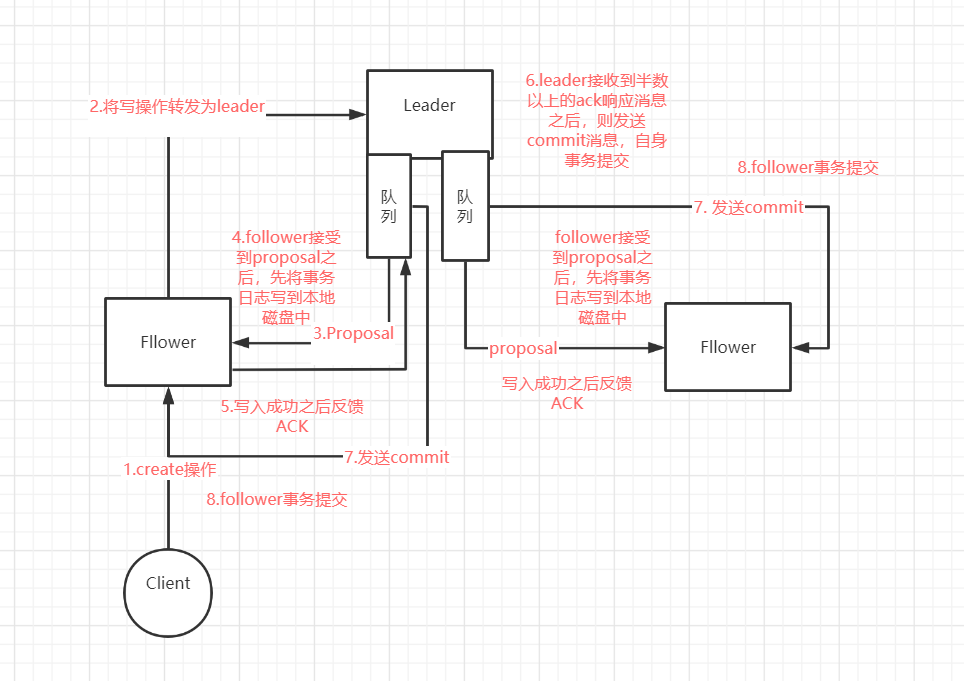 2.将写操作转发为leader
Leader
6.leader接收到半数
以上的ack响应消息
之后，则发送
commit消息，自身
事务提交
8.follower事务提交
队
列
队
列
7. 发送commit
4.follower接受
到proposal之
后，先将事务
日志写到本地
磁盘中
follower接受
到proposal之
后，先将事务
日志写到本地
磁盘中
3.Proposal
Fllower
proposal
Fllower
写入成功之后反馈
ACK
5.写入成功之后反馈
ACK
7.发送commit
1.create操作
8.follower事务提交
Client